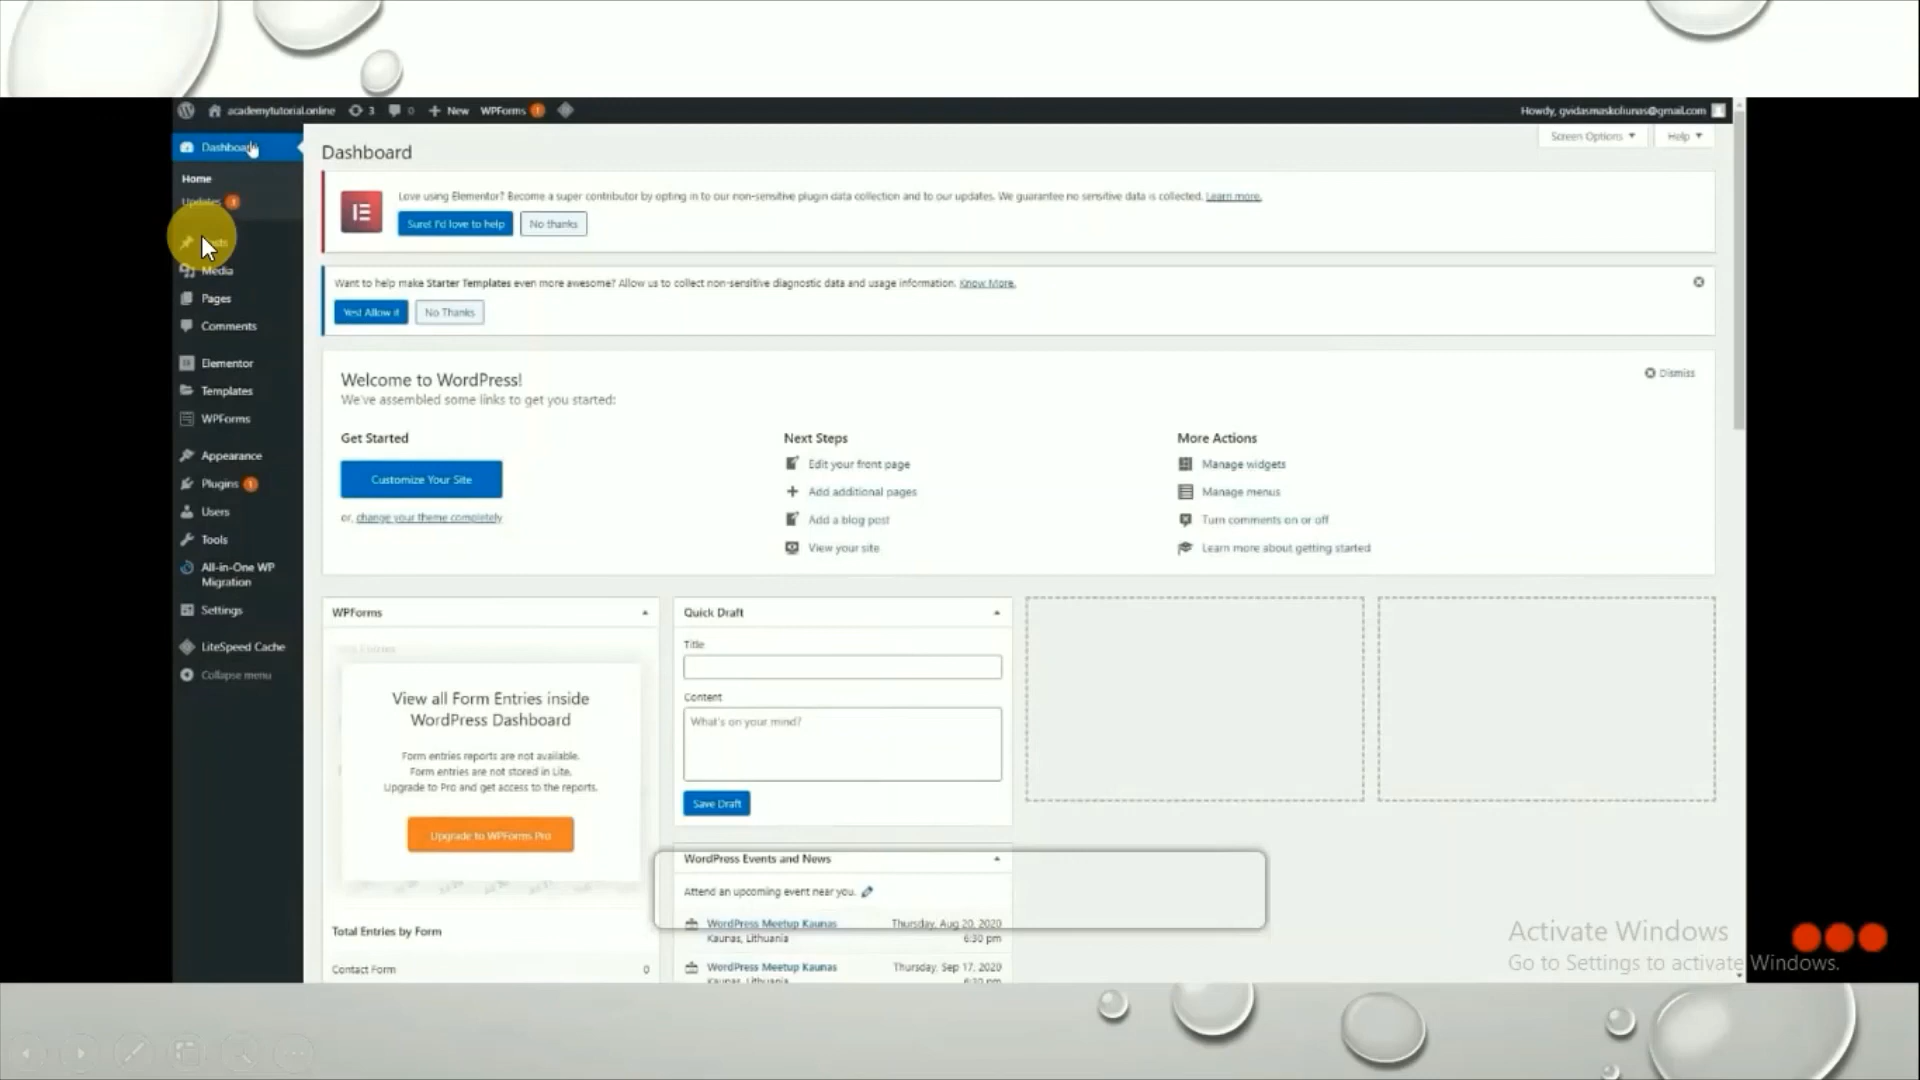 academytutorial.online 3 0 New WPForms 1
Howdy, gvidasmaskoliunas@gmail.com
Screen Options Help
Dashboard
Home
Updates
Media
Pages
Comments
Elementor
Templates
WPForms
Appearance
Plugins 1
Users
Tools
All-in-One WP
Migration
Settings
LiteSpeed Cache
Collapse menu
Dashboard
Love using Elementor? Become a super contributor by opting in to our non-sensitive plugin data collection and to our updates. We guarantee no sensitive data is collected. Learn more.
Sure! I'd love to help No thanks
Want to help make Starter Templates even more awesome? Allow us to collect non-sensitive diagnostic data and usage information. Know More.
Yes! Allow it No Thanks
Welcome to WordPress!
Dismiss
We've assembled some links to get you started:
Get Started
Customize Your Site
or, change your theme completely
Next Steps
Edit your front page
Add additional pages
Add a blog post
View your site
More Actions
Manage widgets
Manage menus
Turn comments on or off
Learn more about getting started
WPForms
View all Form Entries inside
WordPress Dashboard
Form entries reports are not available.
Form entries are not stored in Lite.
Upgrade to Pro and get access to the reports.
Upgrade to WPForms Pro
Total Entries by Form
Contact Form 0
Quick Draft
Title
Content
What's on your mind?
Save Draft
WordPress Events and News
Attend an upcoming event near you.
WordPress Meetup Kaunas Thursday, Aug 20, 2020
Kaunas, Lithuania 6:30 pm
WordPress Meetup Kaunas Thursday, Sep 17, 2020
Kaunas, Lithuania 6:30 pm
Activate Windows
Go to Settings to activate Windows.